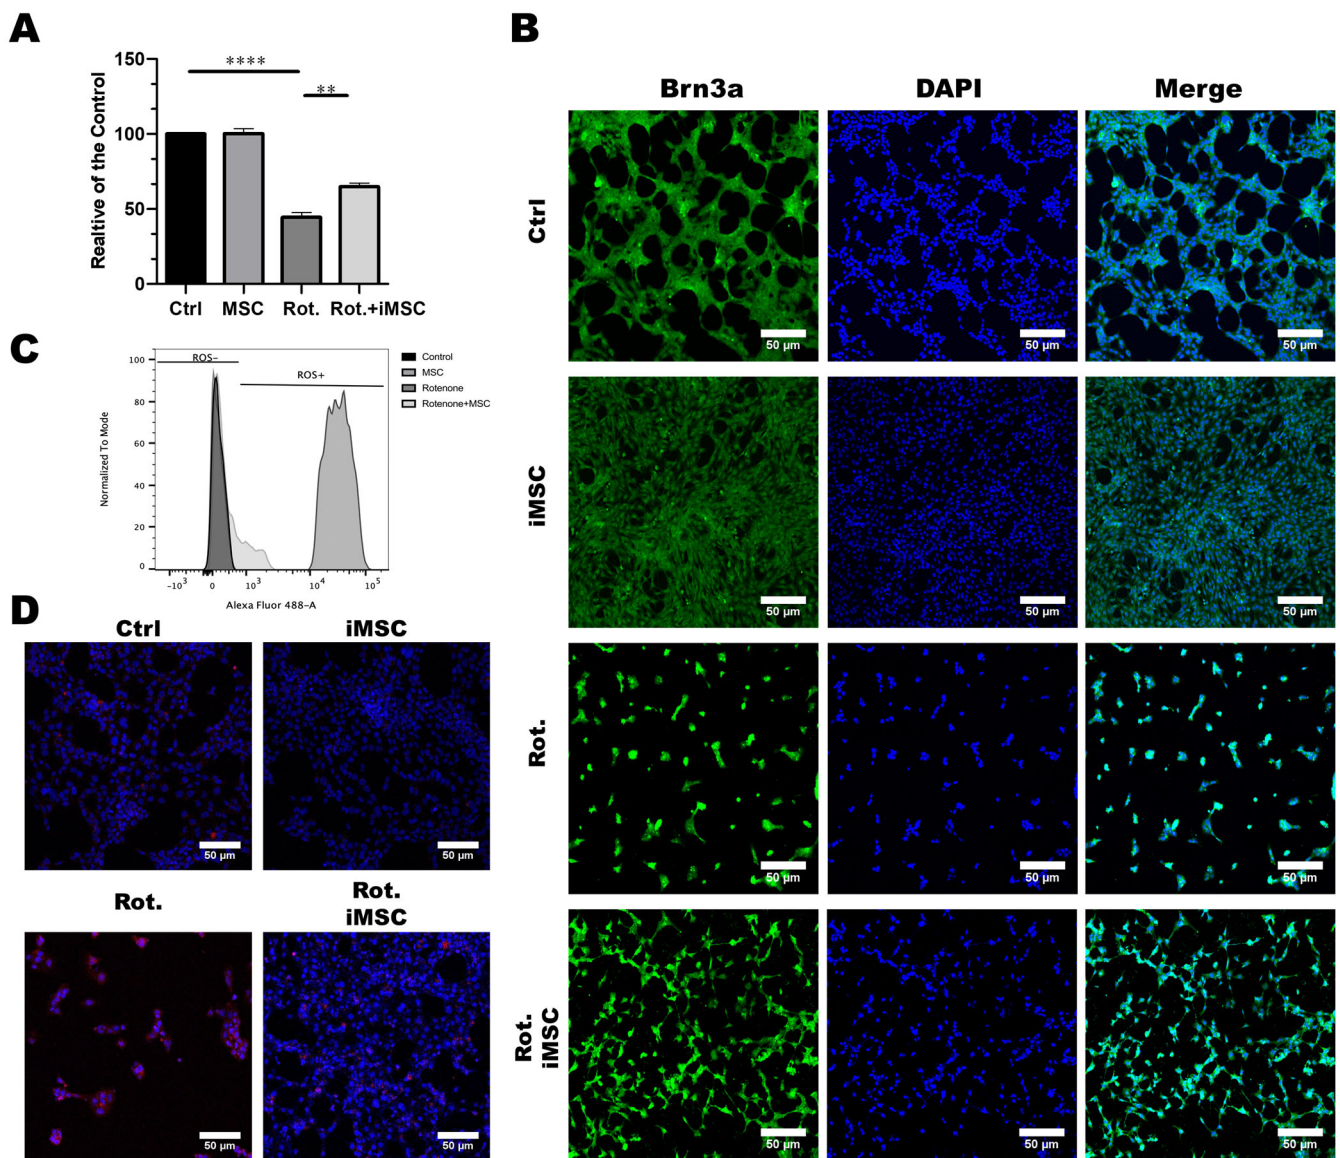 A
150
100
50
0
Realtive of the Control
****
**
Ctrl
MSC
Rot.
Rot.+iMSC
B
Brn3a
DAPI
Merge
Ctrl
50 µm
50 µm
50 µm
iMSC
50 µm
50 µm
50 µm
Rot.
50 µm
50 µm
50 µm
Rot.
iMSC
50 µm
50 µm
50 µm
C
100
80
60
40
20
0
Normalized To Mode
ROS-
ROS+
-10³
0
10³
10⁴
10⁵
Alexa Fluor 488-A
Control
MSC
Rotenone
Rotenone+MSC
D
Ctrl
50 µm
iMSC
50 µm
Rot.
50 µm
Rot.
iMSC
50 µm